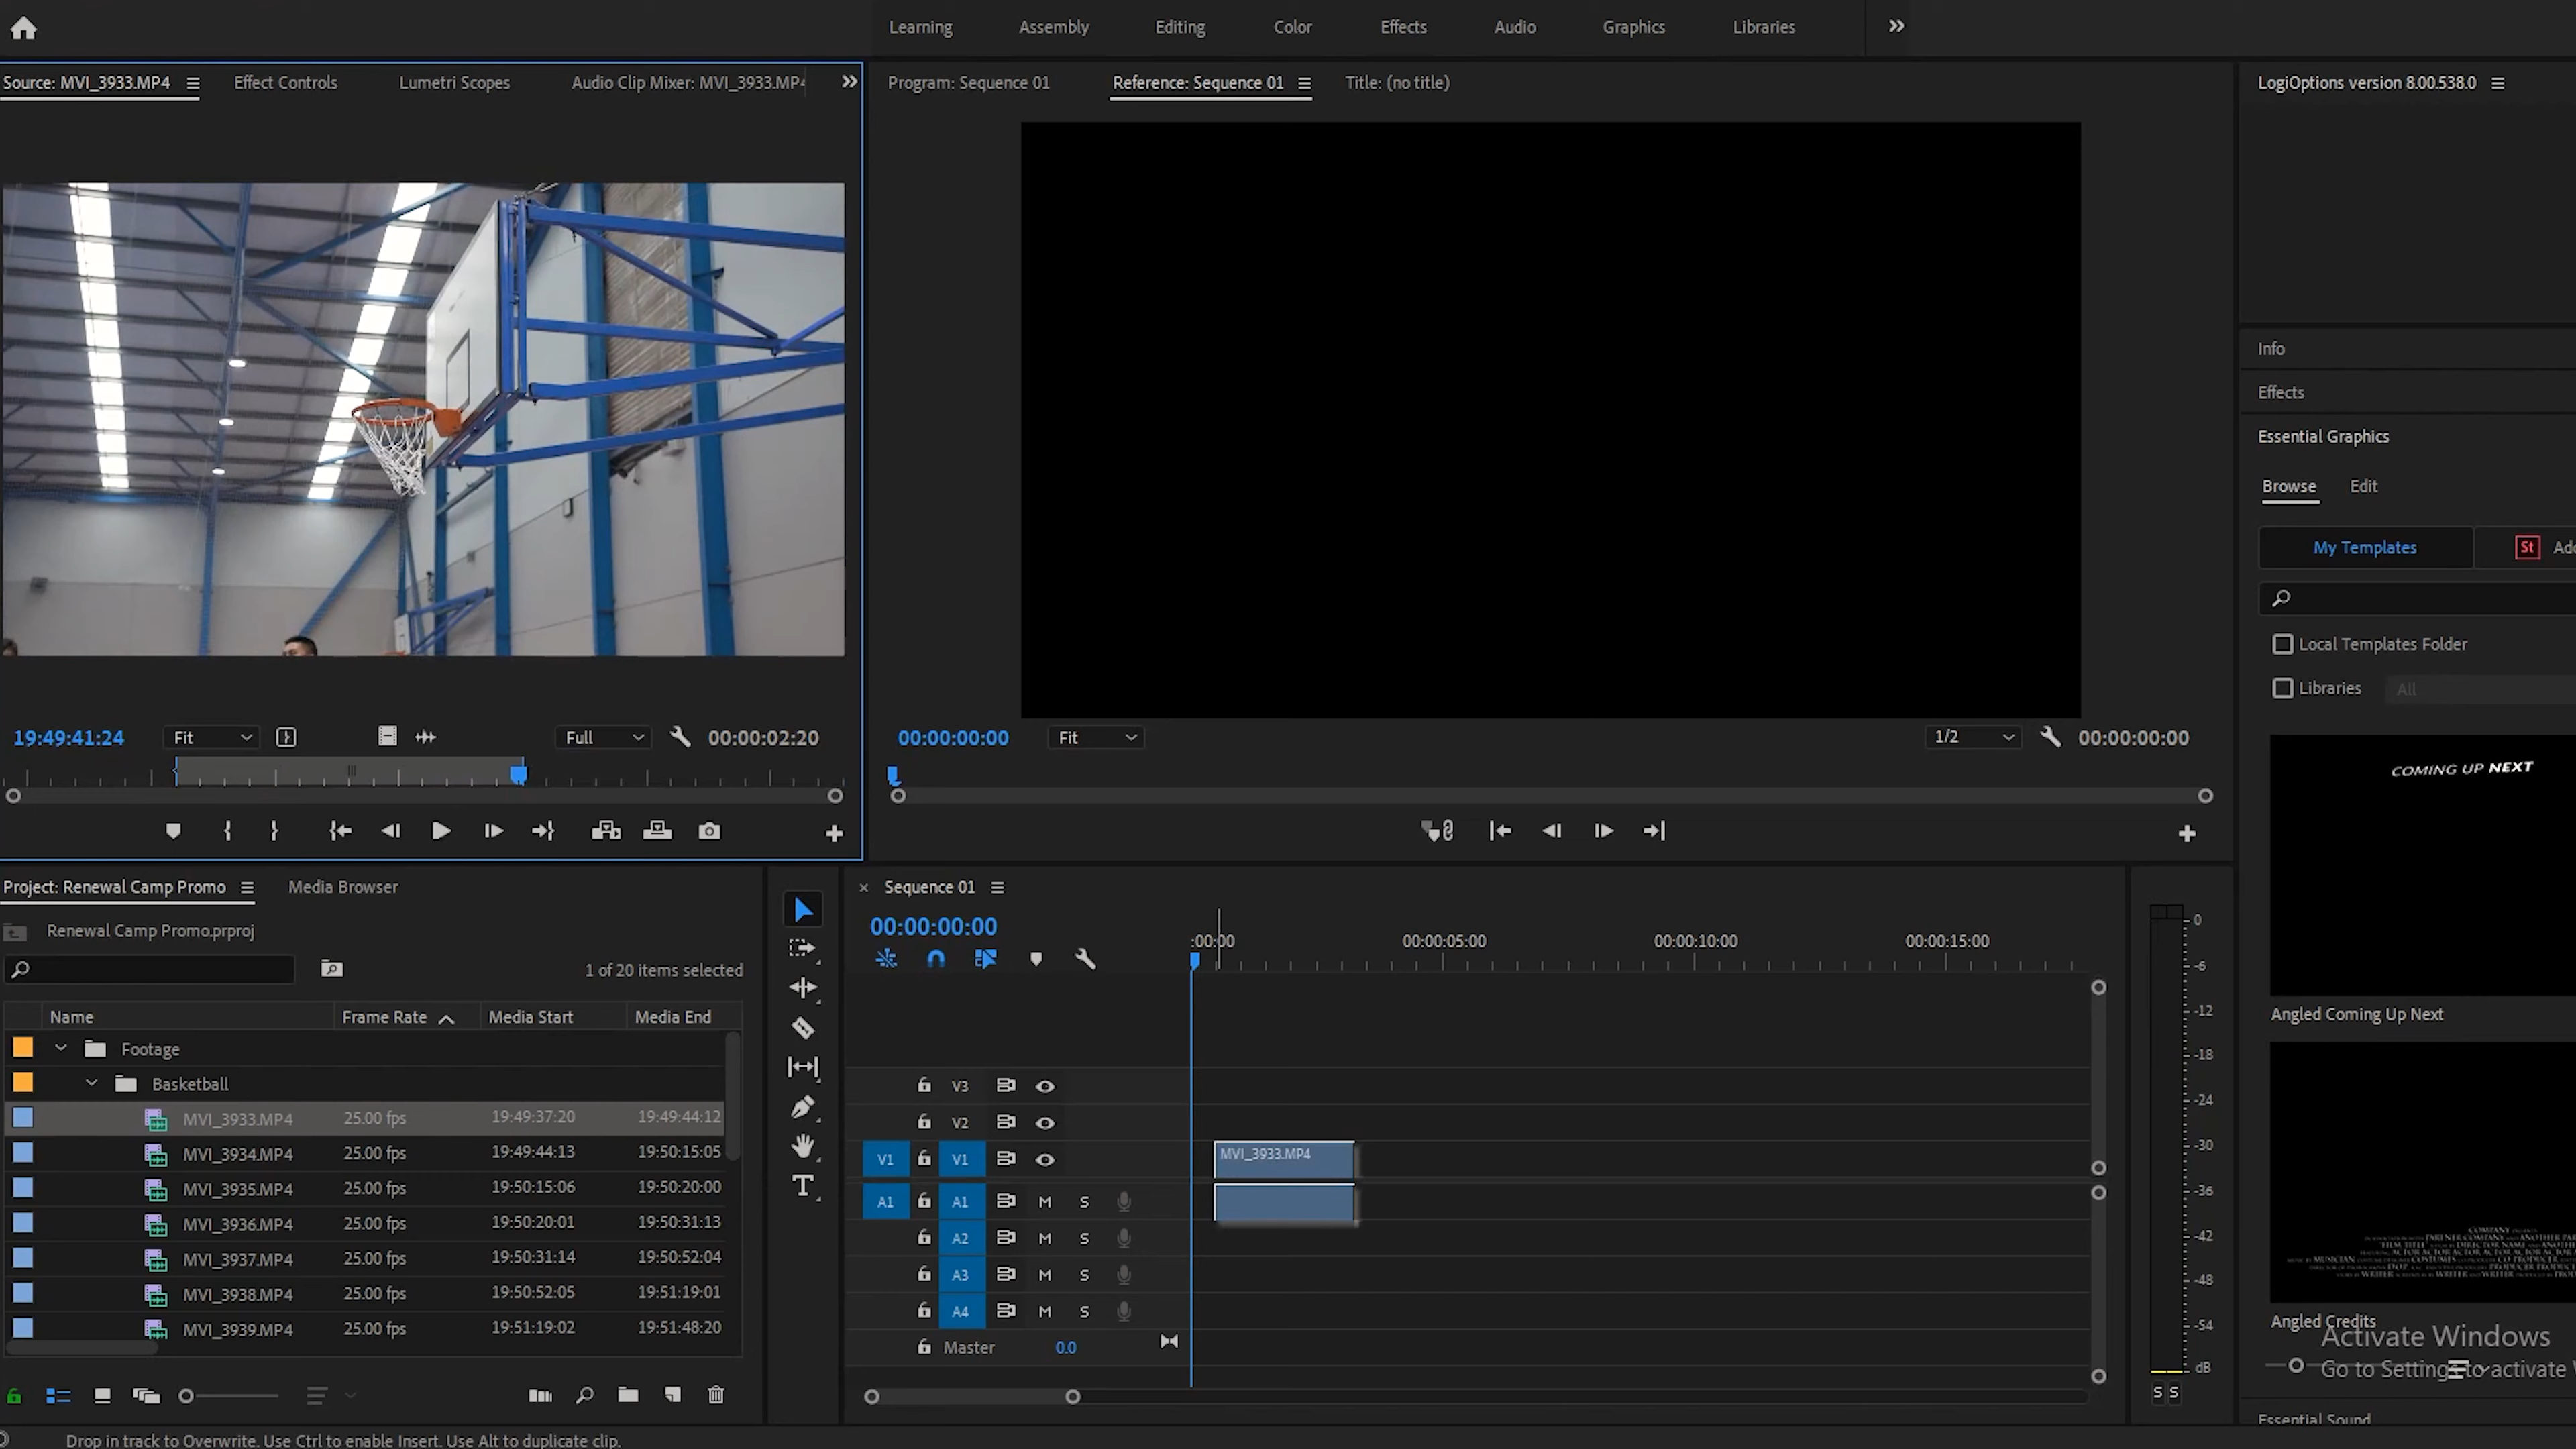 Learning Assembly Editing Color Effects Audio Graphics Libraries
Source: MVI_3933.MP4 Effect Controls Lumetri Scopes Audio Clip Mixer: MVI_3933.MP4
Program: Sequence 01 Reference: Sequence 01 Title: (no title)
LogiOptions version 8.00.538.0
Info
Effects
Essential Graphics
Browse Edit
My Templates St
Local Templates Folder
Libraries All
19:49:41:24 Fit Full 00:00:02:20
00:00:00:00 Fit 1/2 00:00:00:00
COMING UP NEXT
Angled Coming Up Next
Project: Renewal Camp Promo Media Browser
Renewal Camp Promo.prproj
1 of 20 items selected
Name Frame Rate Media Start Media End
Footage
Basketball
MVI_3933.MP4 25.00 fps 19:49:37:20 19:49:44:12
MVI_3934.MP4 25.00 fps 19:49:44:13 19:50:15:05
MVI_3935.MP4 25.00 fps 19:50:15:06 19:50:20:00
MVI_3936.MP4 25.00 fps 19:50:20:01 19:50:31:13
MVI_3937.MP4 25.00 fps 19:50:31:14 19:50:52:04
MVI_3938.MP4 25.00 fps 19:50:52:05 19:51:19:01
MVI_3939.MP4 25.00 fps 19:51:19:02 19:51:48:20
T
Sequence 01
00:00:00:00
:00:00 00:00:05:00 00:00:10:00 00:00:15:00
V3
V2
V1 V1 MVI_3933.MP4
A1 A1 M S
A2 M S
A3 M S
A4 M S
Master 0.0
0
-6
-12
-18
-24
-30
-36
-42
-48
-54
dB
S S
Angled Credits
Activate Windows
Go to Settings to activate W
Essential Sound
Drop in track to Overwrite. Use Ctrl to enable Insert. Use Alt to duplicate clip.